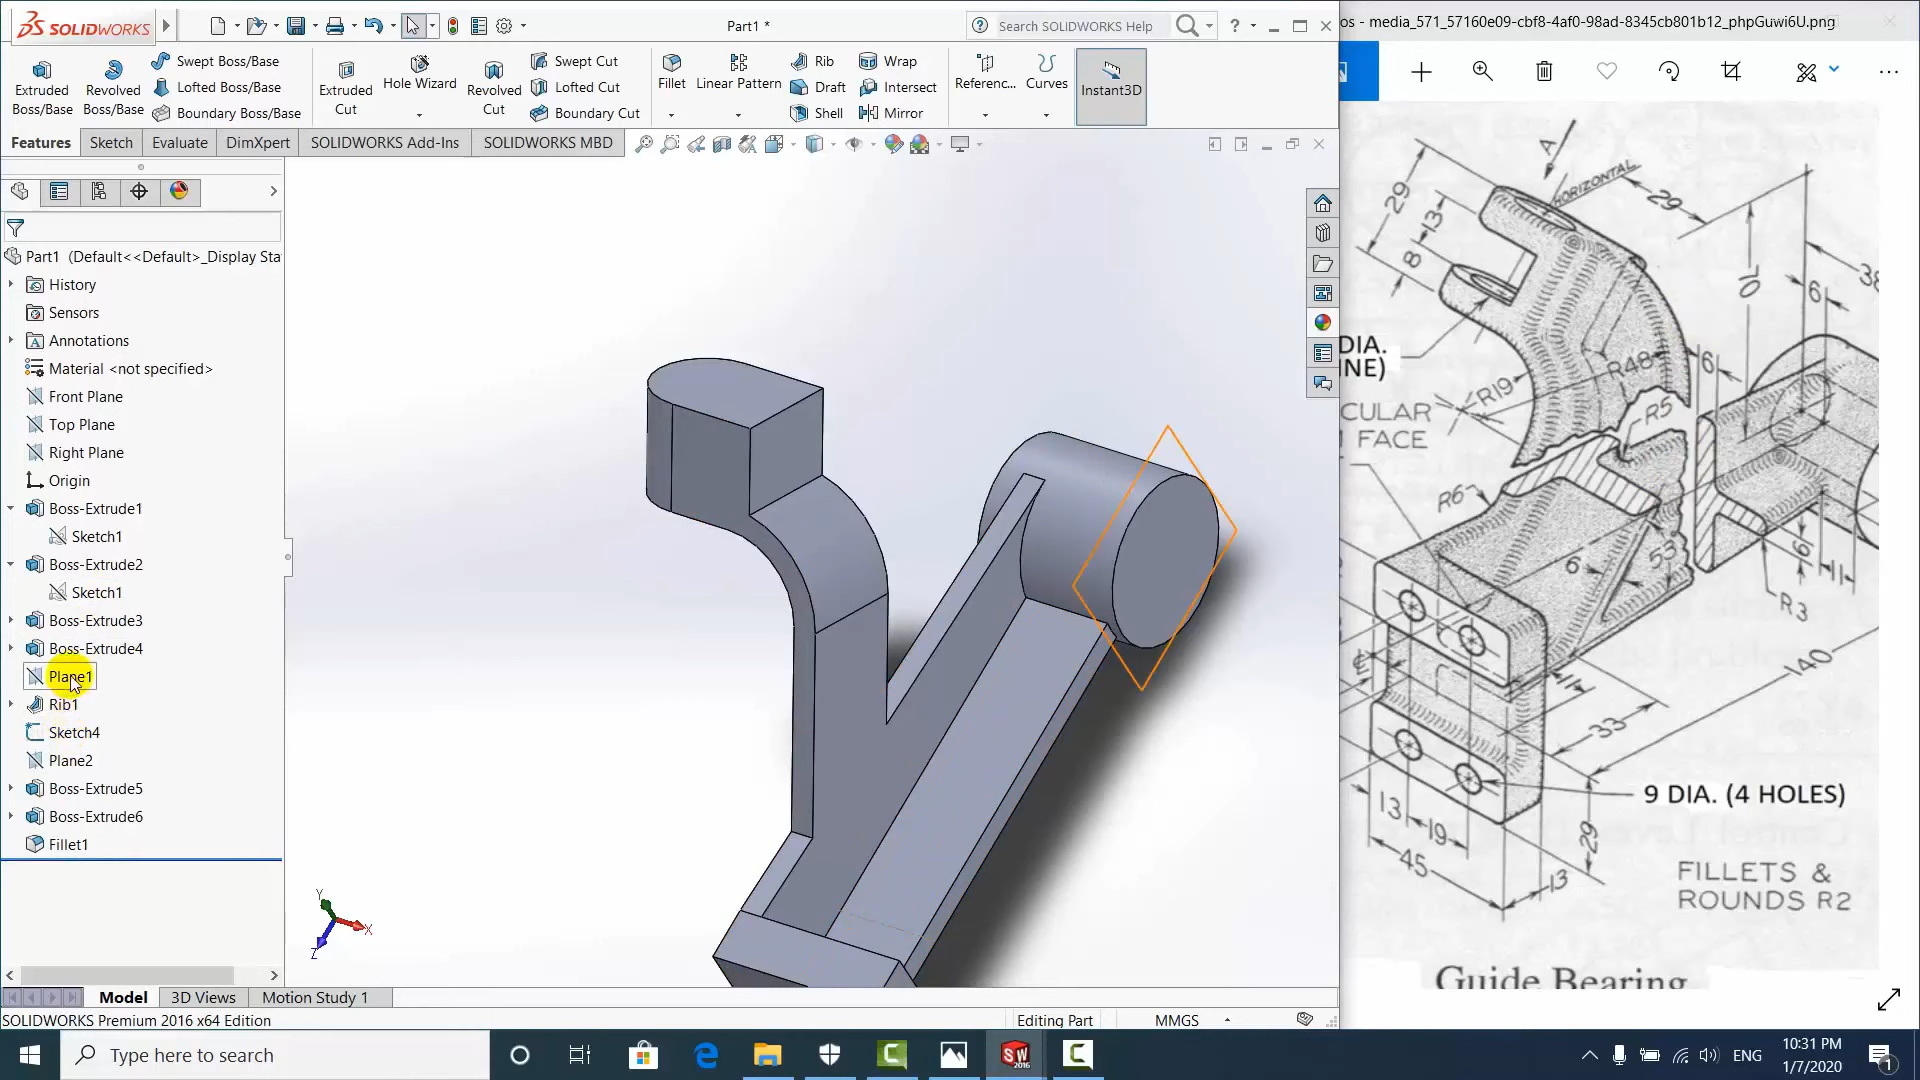 SOLIDWORKS
Part1 *
Search SOLIDWORKS Help
os - media_571_57160e09-cbf8-4af0-98ad-8345cb801b12_phpGuwi6U.png
Extruded Boss/Base
Revolved Boss/Base
Swept Boss/Base
Lofted Boss/Base
Boundary Boss/Base
Extruded Cut
Hole Wizard
Revolved Cut
Swept Cut
Lofted Cut
Boundary Cut
Fillet
Linear Pattern
Rib
Draft
Shell
Wrap
Intersect
Mirror
Referenc...
Curves
Instant3D
Features
Sketch
Evaluate
DimXpert
SOLIDWORKS Add-Ins
SOLIDWORKS MBD
Part1 (Default<<Default>_Display Sta
History
Sensors
Annotations
Material <not specified>
Front Plane
Top Plane
Right Plane
Origin
Boss-Extrude1
Sketch1
Boss-Extrude2
Sketch1
Boss-Extrude3
Boss-Extrude4
Plane1
Rib1
Sketch4
Plane2
Boss-Extrude5
Boss-Extrude6
Fillet1
Y
X
Z
A
HORIZONTAL
29
29
13
8
70
38
6
DIA.
NE)
R19
R48
6
R5
CULAR
FACE
R6
6
53
6
11
R3
140
11
33
9 DIA. (4 HOLES)
13
19
45
29
13
FILLETS &
ROUNDS R2
Guide Bearing
Model
3D Views
Motion Study 1
SOLIDWORKS Premium 2016 x64 Edition
Editing Part
MMGS
Type here to search
SW
2016
ENG
10:31 PM
1/7/2020
1